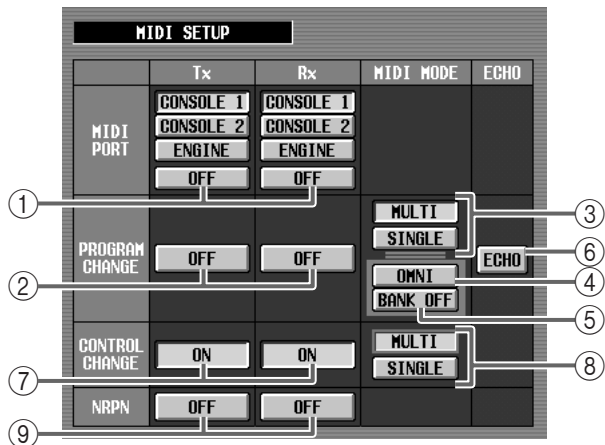 MIDI SETUP
Tx Rx MIDI MODE ECHO
MIDI PORT
CONSOLE 1 CONSOLE 1
CONSOLE 2 CONSOLE 2
ENGINE ENGINE
OFF OFF
①
③
MULTI
SINGLE
PROGRAM CHANGE
OFF OFF
ECHO
⑥
②
OMNI
④
BANK OFF
⑤
CONTROL CHANGE
ON ON
MULTI
SINGLE
⑧
⑦
NRPN OFF OFF
⑨